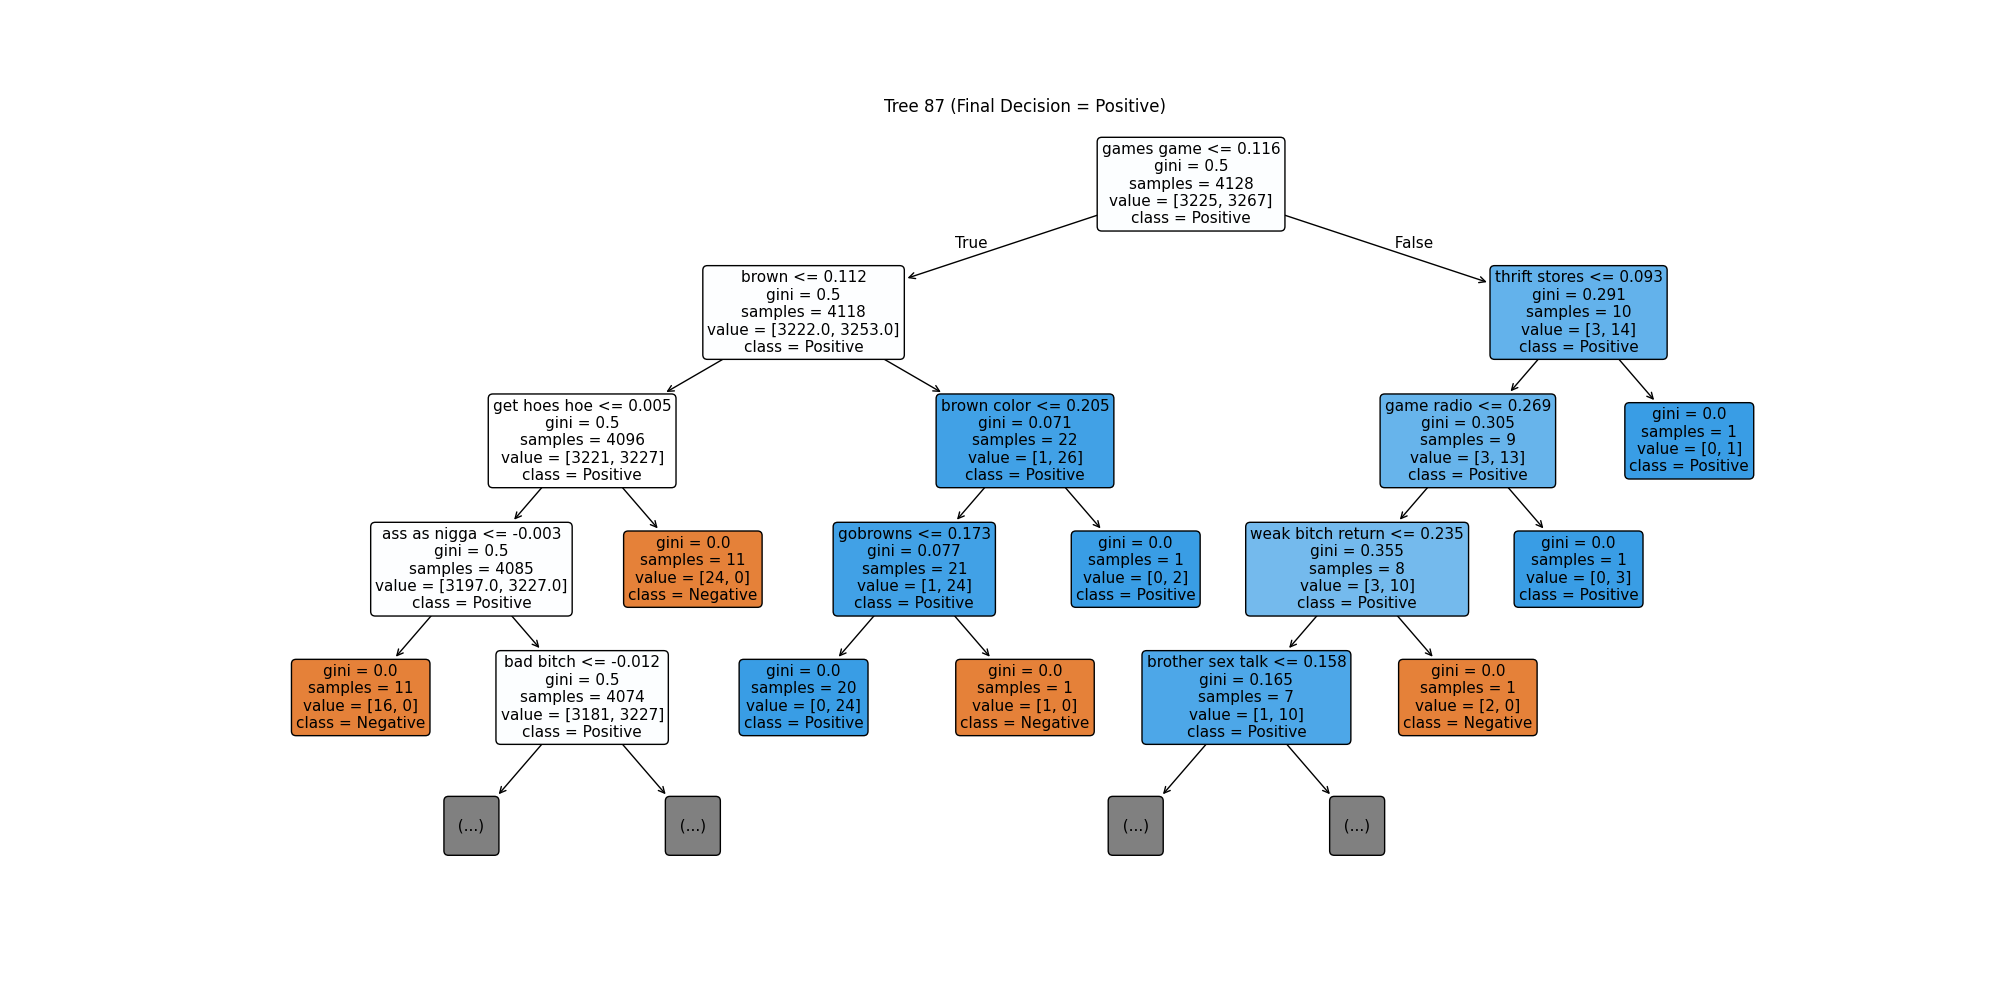 Tree 87 (Final Decision = Positive)
games game <= 0.116
gini = 0.5
samples = 4128
value = [3225, 3267]
class = Positive
True
False
brown <= 0.112
gini = 0.5
samples = 4118
value = [3222.0, 3253.0]
class = Positive
thrift stores <= 0.093
gini = 0.291
samples = 10
value = [3, 14]
class = Positive
get hoes hoe <= 0.005
gini = 0.5
samples = 4096
value = [3221, 3227]
class = Positive
brown color <= 0.205
gini = 0.071
samples = 22
value = [1, 26]
class = Positive
game radio <= 0.269
gini = 0.305
samples = 9
value = [3, 13]
class = Positive
gini = 0.0
samples = 1
value = [0, 1]
class = Positive
ass as nigga <= -0.003
gini = 0.5
samples = 4085
value = [3197.0, 3227.0]
class = Positive
gini = 0.0
samples = 11
value = [24, 0]
class = Negative
gobrowns <= 0.173
gini = 0.077
samples = 21
value = [1, 24]
class = Positive
gini = 0.0
samples = 1
value = [0, 2]
class = Positive
weak bitch return <= 0.235
gini = 0.355
samples = 8
value = [3, 10]
class = Positive
gini = 0.0
samples = 1
value = [0, 3]
class = Positive
gini = 0.0
samples = 11
value = [16, 0]
class = Negative
bad bitch <= -0.012
gini = 0.5
samples = 4074
value = [3181, 3227]
class = Positive
gini = 0.0
samples = 20
value = [0, 24]
class = Positive
gini = 0.0
samples = 1
value = [1, 0]
class = Negative
brother sex talk <= 0.158
gini = 0.165
samples = 7
value = [1, 10]
class = Positive
gini = 0.0
samples = 1
value = [2, 0]
class = Negative
(...)
(...)
(...)
(...)